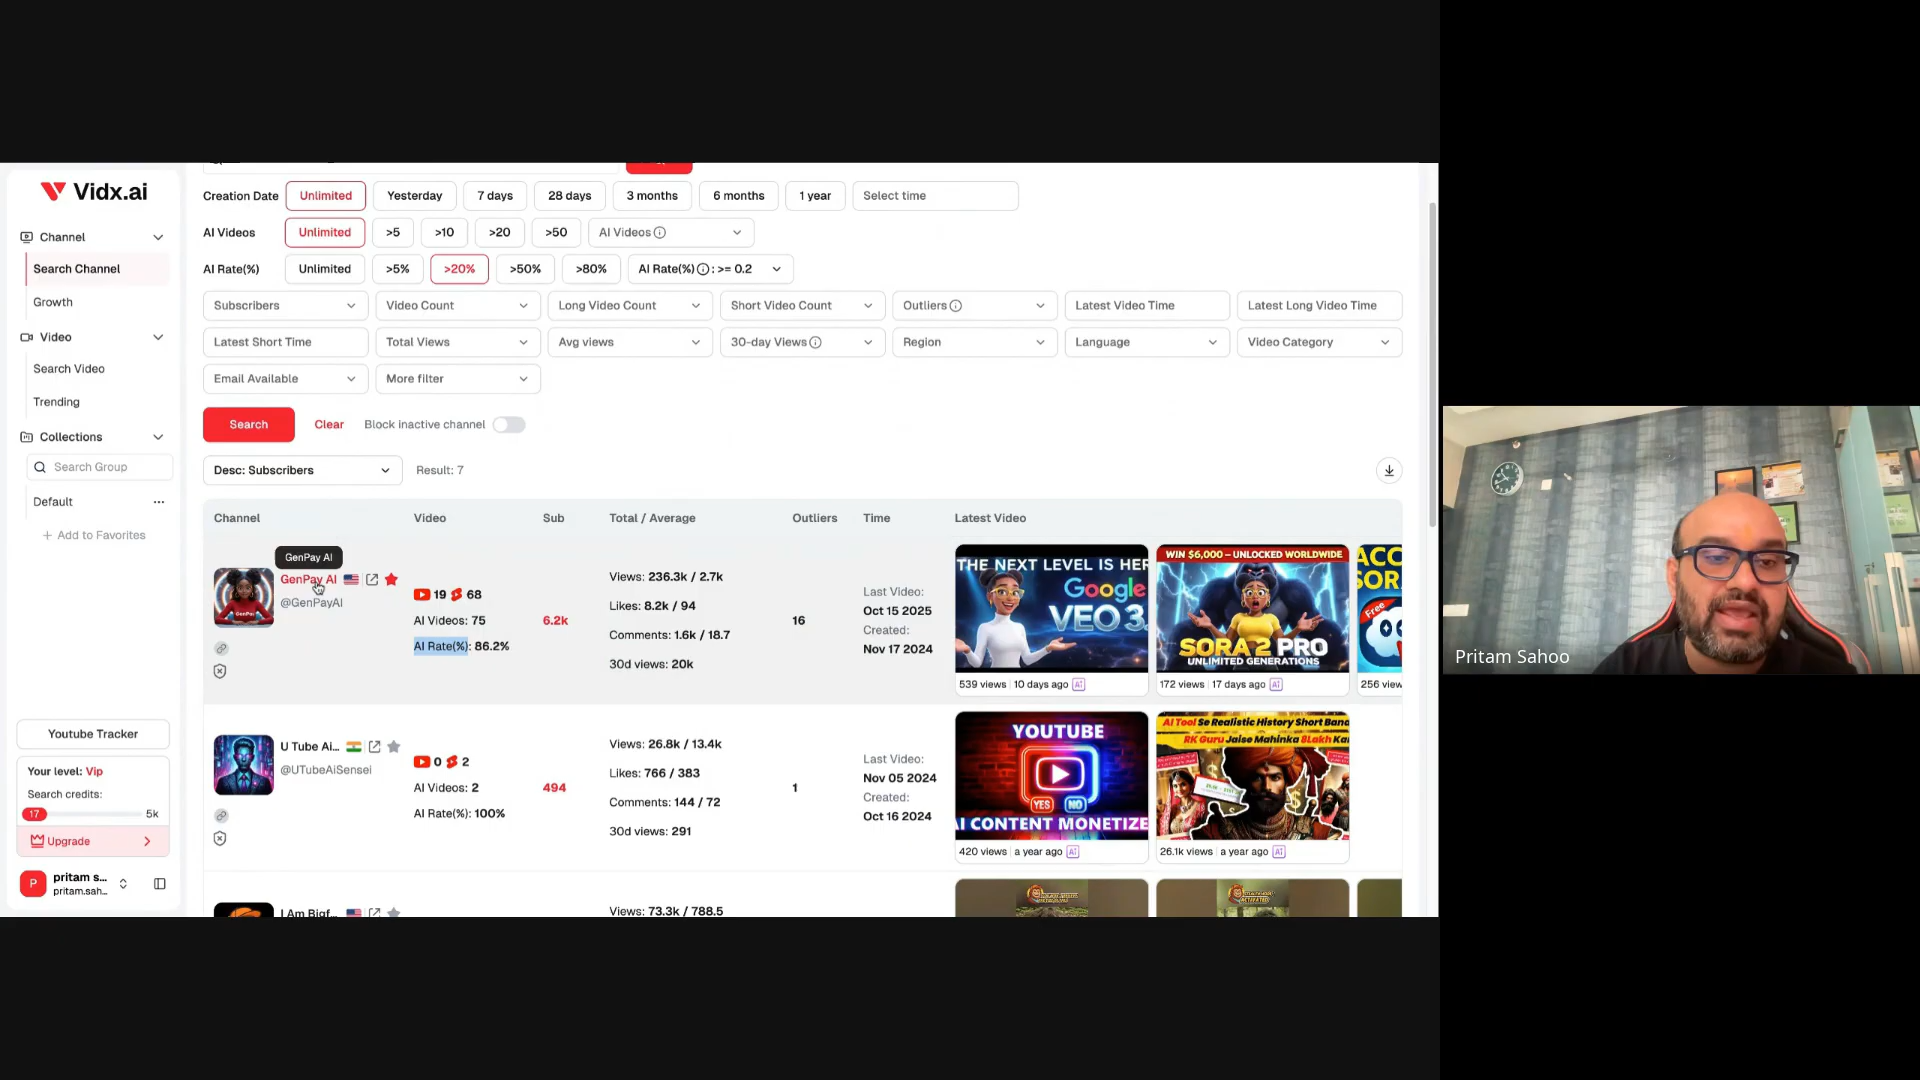 Vidx.ai
Channel
Search Channel
Growth
Video
Search Video
Trending
Collections
Search Group
Default
+ Add to Favorites
Youtube Tracker
Your level: Vip
Search credits:
17 5k
Upgrade
P pritam s...
pritam.sah...
Creation Date Unlimited Yesterday 7 days 28 days 3 months 6 months 1 year Select time
AI Videos Unlimited >5 >10 >20 >50 AI Videos
AI Rate(%) Unlimited >5% >20% >50% >80% AI Rate(%) : >= 0.2
Subscribers Video Count Long Video Count Short Video Count Outliers Latest Video Time Latest Long Video Time
Latest Short Time Total Views Avg views 30-day Views Region Language Video Category
Email Available More filter
Search Clear Block inactive channel
Desc: Subscribers Result: 7
Channel Video Sub Total / Average Outliers Time Latest Video
GenPay AI
GenPay AI
@GenPayAI
19 68
AI Videos: 75
AI Rate(%): 86.2%
6.2k
Views: 236.3k / 2.7k
Likes: 8.2k / 94
Comments: 1.6k / 18.7
30d views: 20k
16
Last Video:
Oct 15 2025
Created:
Nov 17 2024
THE NEXT LEVEL IS HER
Google
VEO 3.
539 views 10 days ago AI
WIN $6,000 – UNLOCKED WORLDWIDE
SORA 2 PRO
UNLIMITED GENERATIONS
172 views 17 days ago AI
ACC
SOR
Free
256 view
U Tube Ai...
@UTubeAiSensei
0 2
AI Videos: 2
AI Rate(%): 100%
494
Views: 26.8k / 13.4k
Likes: 766 / 383
Comments: 144 / 72
30d views: 291
1
Last Video:
Nov 05 2024
Created:
Oct 16 2024
YOUTUBE
YES NO
AI CONTENT MONETIZE
420 views a year ago AI
AI Tool Se Realistic History Short Bana
RK Guru Jaise Mahinka 8Lakh Ka
26.1k views a year ago AI
I Am Bigf...
Views: 73.3k / 788.5
Pritam Sahoo